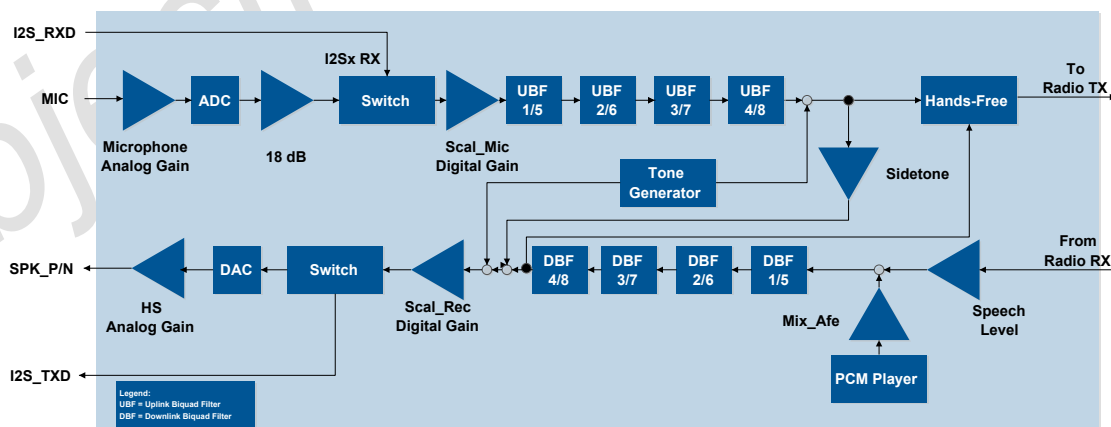 I2S_RXD
I2Sx RX
To
Radio TX
MIC
ADC
Switch
UBF
1/5
UBF
2/6
UBF
3/7
UBF
4/8
Hands-Free
Microphone
Analog Gain
18 dB
Scal_Mic
Digital Gain
Tone
Generator
Sidetone
From
Radio RX
SPK_P/N
DAC
Switch
DBF
4/8
DBF
3/7
DBF
2/6
DBF
1/5
HS
Analog Gain
Scal_Rec
Digital Gain
Mix_Afe
Speech
Level
I2S_TXD
PCM Player
Legend:
UBF = Uplink Biquad Filter
DBF = Downlink Biquad Filter